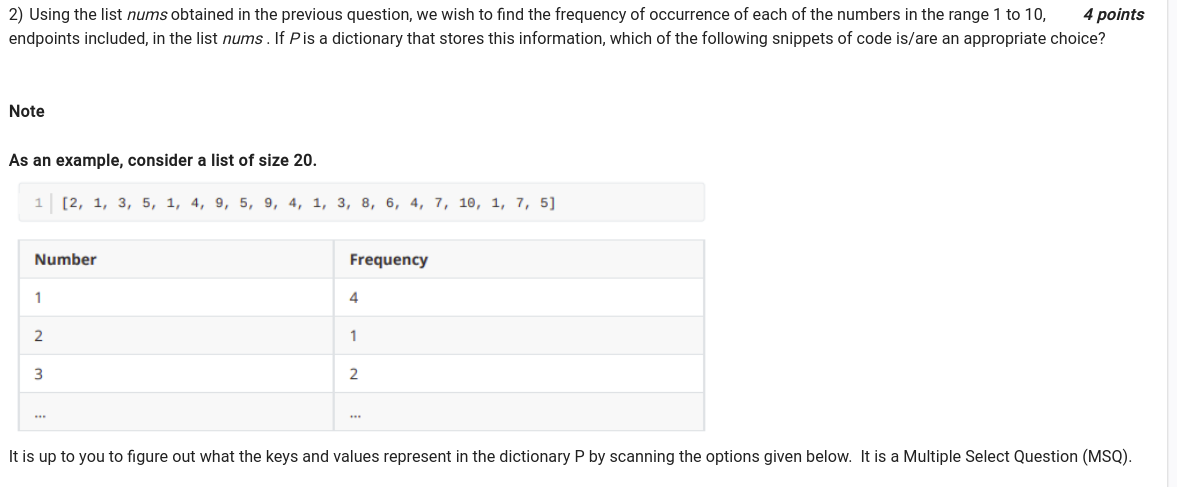 2) Using the list nums obtained in the previous question, we wish to find the frequency of occurrence of each of the numbers in the range 1 to 10, 4 points
endpoints included, in the list nums . If P is a dictionary that stores this information, which of the following snippets of code is/are an appropriate choice?
Note
As an example, consider a list of size 20.
1 [2, 1, 3, 5, 1, 4, 9, 5, 9, 4, 1, 3, 8, 6, 4, 7, 10, 1, 7, 5]
Number Frequency
1 4
2 1
3 2
... ...
It is up to you to figure out what the keys and values represent in the dictionary P by scanning the options given below. It is a Multiple Select Question (MSQ).